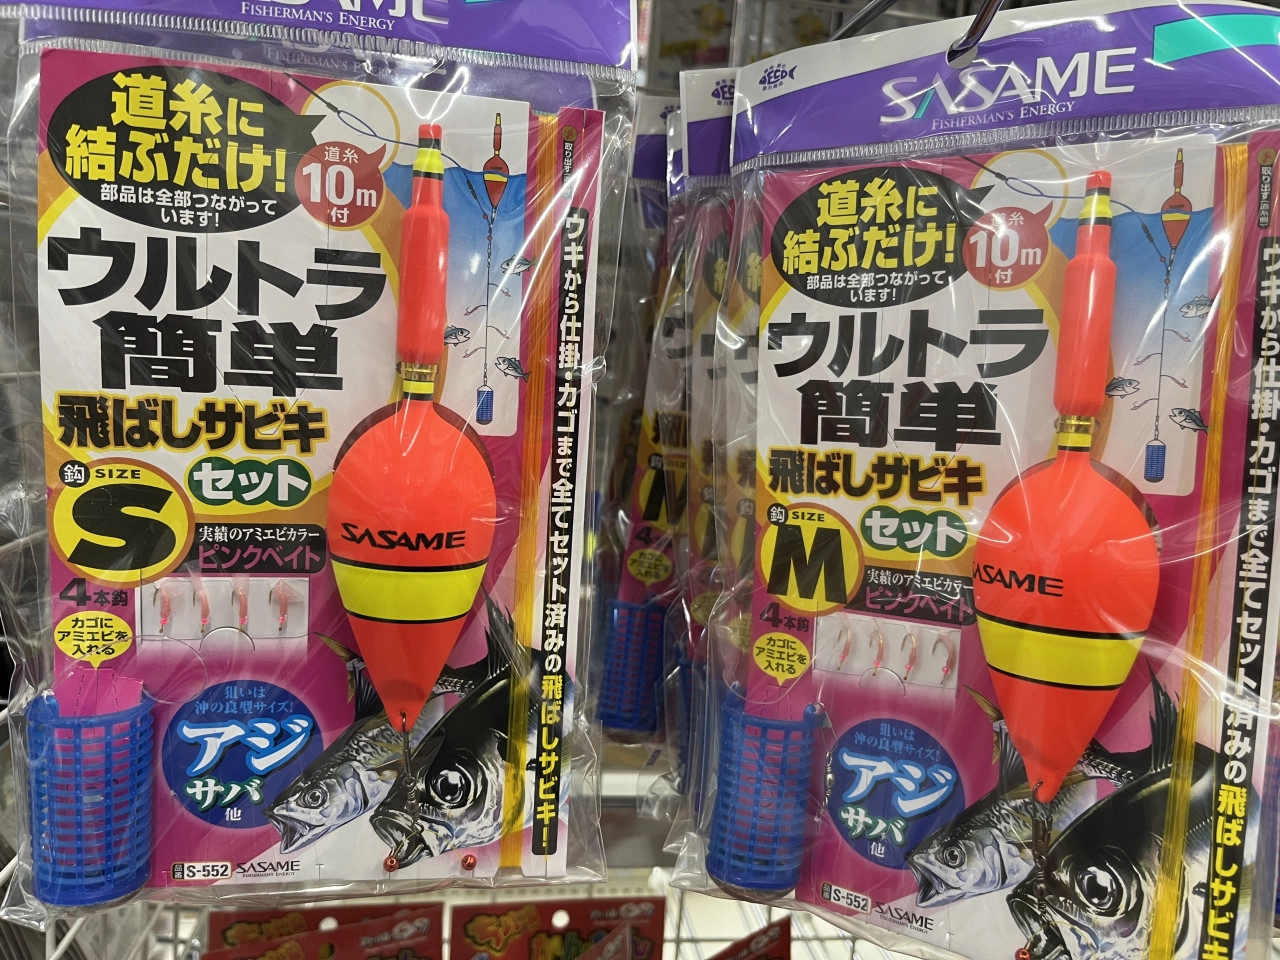 SASAME
FISHERMAN'S ENERGY
FISHERMAN'S ENERGY
道糸に
結ぶだけ!
部品は全部つながって
います!
道糸
10m
付
ウルトラ
簡単
飛ばしサビキ
セット
鈎 SIZE
S
実績のアミエビカラー
ピンクベイト
4本鈎
カゴに
アミエビを
入れる
SASAME
狙いは
沖の良型サイズ!
アジ
サバ
他
品番 S-552 SASAME
FISHERMAN'S ENERGY
ウキから仕掛・カゴまで全てセット済みの飛ばしサビキ!
ECO
SASAME
FISHERMAN'S ENERGY
道糸に
結ぶだけ!
部品は全部つながって
います!
道糸
10m
付
ウルトラ
簡単
飛ばしサビキ
セット
鈎 SIZE
M
実績のアミエビカラー
ピンクベイト
4本鈎
カゴに
アミエビを
入れる
SASAME
狙いは
沖の良型サイズ!
アジ
サバ
他
品番 S-552 SASAME
FISHERMAN'S ENERGY
ウキから仕掛・カゴまで全てセット済みの飛ばしサビキ